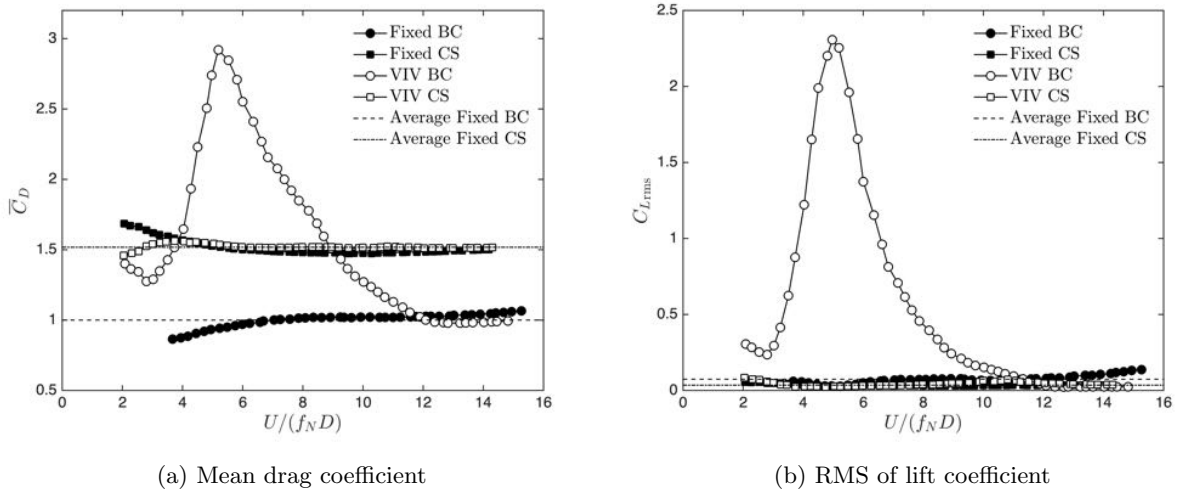 3
2.5
2
1.5
1
0.5
0 2 4 6 8 10 12 14 16
C̅_D
U/(f_N D)
Fixed BC
Fixed CS
VIV BC
VIV CS
Average Fixed BC
Average Fixed CS
(a) Mean drag coefficient
2.5
2
1.5
1
0.5
0
0 2 4 6 8 10 12 14 16
C_Lrms
U/(f_N D)
Fixed BC
Fixed CS
VIV BC
VIV CS
Average Fixed BC
Average Fixed CS
(b) RMS of lift coefficient